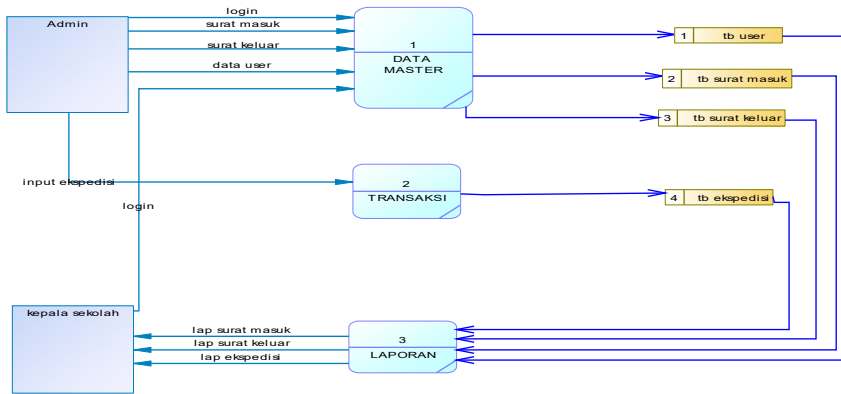 Admin
login
surat masuk
surat keluar
data user
1
DATA
MASTER
1 tb user
2 tb surat masuk
3 tb surat keluar
input ekspedisi
login
2
TRANSAKSI
4 tb ekspedisi
kepala sekolah
lap surat masuk
lap surat keluar
lap ekspedisi
3
LAPORAN